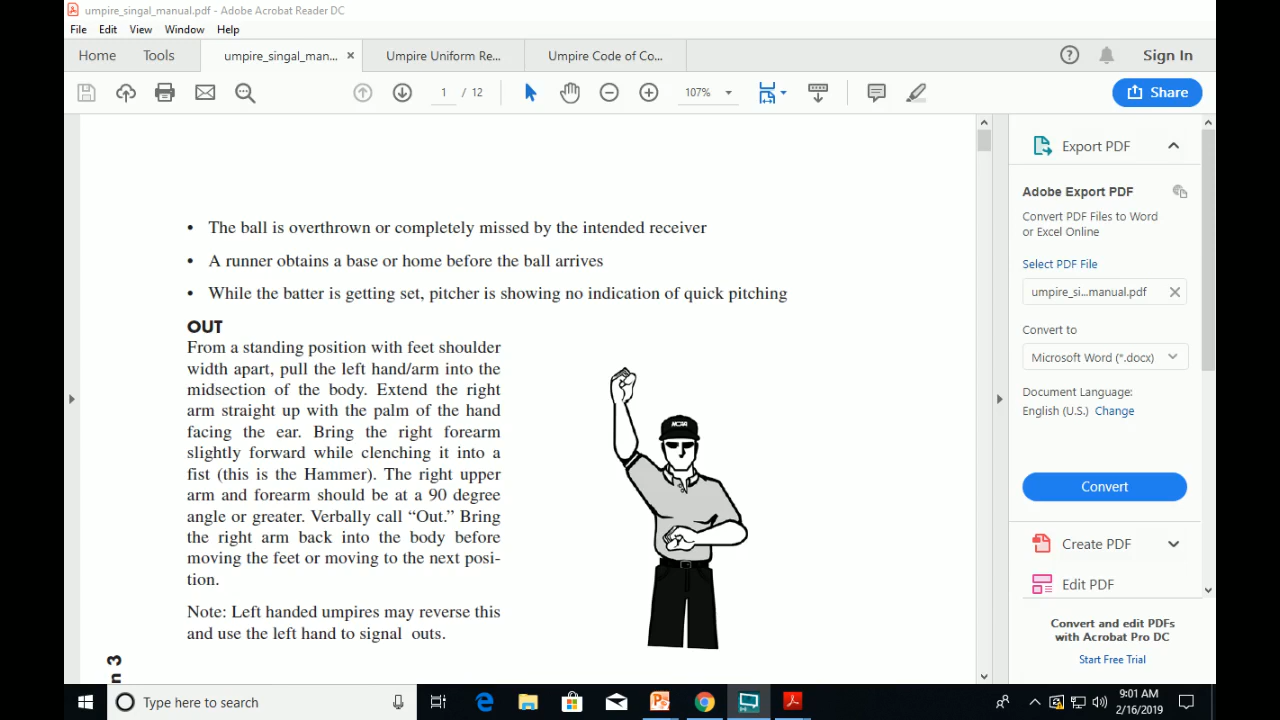 umpire_singal_manual.pdf - Adobe Acrobat Reader DC
File Edit View Window Help
Home Tools umpire_singal_man... × Umpire Uniform Re... Umpire Code of Co... Sign In
1 / 12 107% Share
• The ball is overthrown or completely missed by the intended receiver
• A runner obtains a base or home before the ball arrives
• While the batter is getting set, pitcher is showing no indication of quick pitching
OUT
From a standing position with feet shoulder
width apart, pull the left hand/arm into the
midsection of the body. Extend the right
arm straight up with the palm of the hand
facing the ear. Bring the right forearm
slightly forward while clenching it into a
fist (this is the Hammer). The right upper
arm and forearm should be at a 90 degree
angle or greater. Verbally call “Out.” Bring
the right arm back into the body before
moving the feet or moving to the next posi-
tion.
Note: Left handed umpires may reverse this
and use the left hand to signal outs.
NCAA
n 3
Export PDF
Adobe Export PDF
Convert PDF Files to Word
or Excel Online
Select PDF File
umpire_si...manual.pdf
Convert to
Microsoft Word (*.docx)
Document Language:
English (U.S.) Change
Convert
Create PDF
Edit PDF
Convert and edit PDFs
with Acrobat Pro DC
Start Free Trial
Type here to search
9:01 AM
2/16/2019